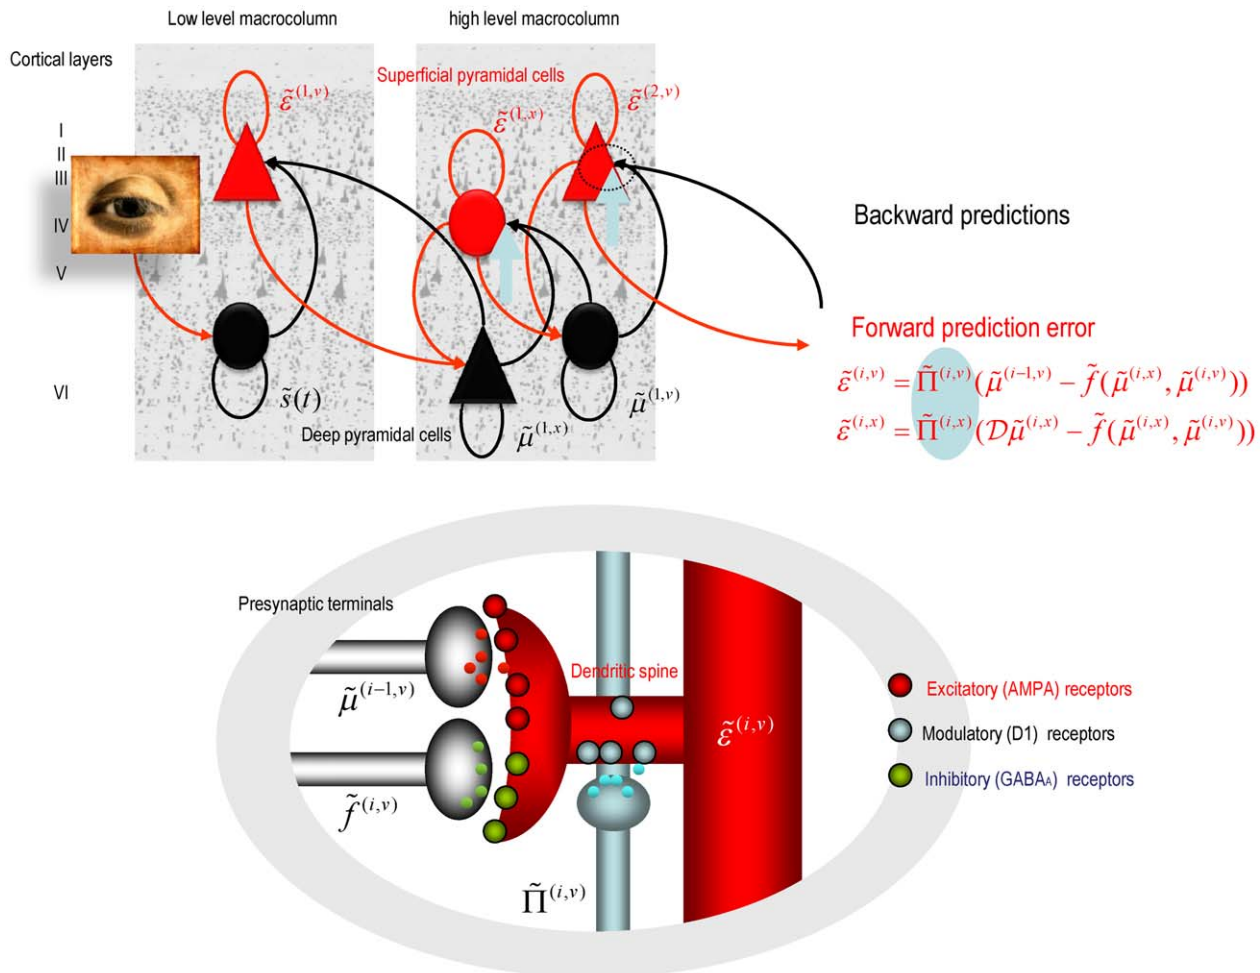 Low level macrocolumn
high level macrocolumn
Cortical layers
Superficial pyramidal cells
ε̃^(1,v)
ε̃^(1,x)
ε̃^(2,v)
I
II
III
IV
V
VI
Backward predictions
Forward prediction error
ε̃^(i,v) = Π̃^(i,v)(μ̃^(i−1,v) − f̃(μ̃^(i,x), μ̃^(i,v)))
ε̃^(i,x) = Π̃^(i,x)(𝒟μ̃^(i,x) − f̃(μ̃^(i,x), μ̃^(i,v)))
s̃(t)
μ̃^(1,v)
Deep pyramidal cells
μ̃^(1,x)
Presynaptic terminals
Dendritic spine
μ̃^(i−1,v)
ε̃^(i,v)
f̃^(i,v)
Π̃^(i,v)
Excitatory (AMPA) receptors
Modulatory (D1) receptors
Inhibitory (GABAA) receptors